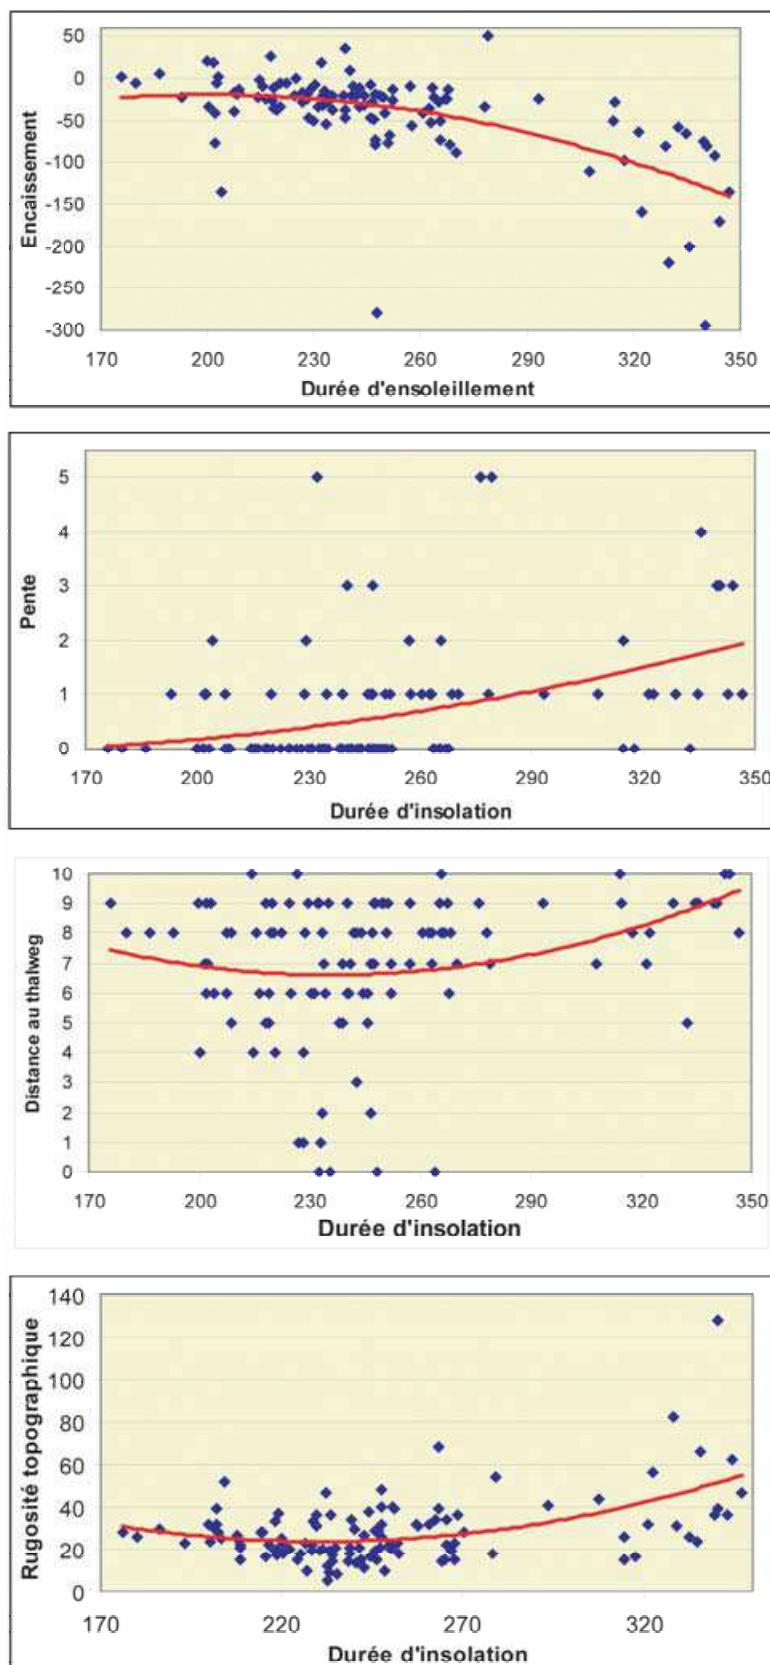 50
0
-50
-100
-150
-200
-250
-300
Encaissement
170 200 230 260 290 320 350
Durée d'ensoleillement
5
4
3
2
1
0
Pente
170 200 230 260 290 320 350
Durée d'insolation
10
9
8
7
6
5
4
3
2
1
0
Distance au thalweg
170 200 230 260 290 320 350
Durée d'insolation
140
120
100
80
60
40
20
0
Rugosité topographique
170 220 270 320
Durée d'insolation